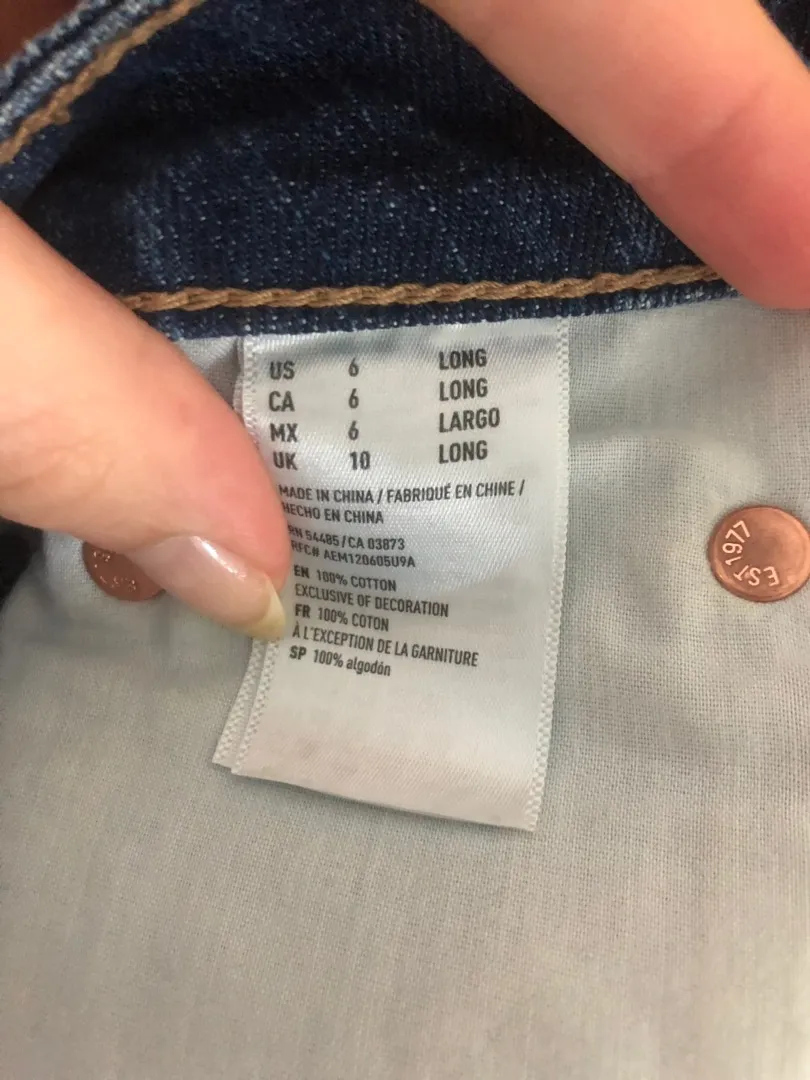 US 6 LONG
CA 6 LONG
MX 6 LARGO
UK 10 LONG
MADE IN CHINA / FABRIQUÉ EN CHINE /
HECHO EN CHINA
RN 54485 / CA 03873
RFC# AEM120605U9A
EN 100% COTTON
EXCLUSIVE OF DECORATION
FR 100% COTON
À L'EXCEPTION DE LA GARNITURE
SP 100% algodón
EST 1977